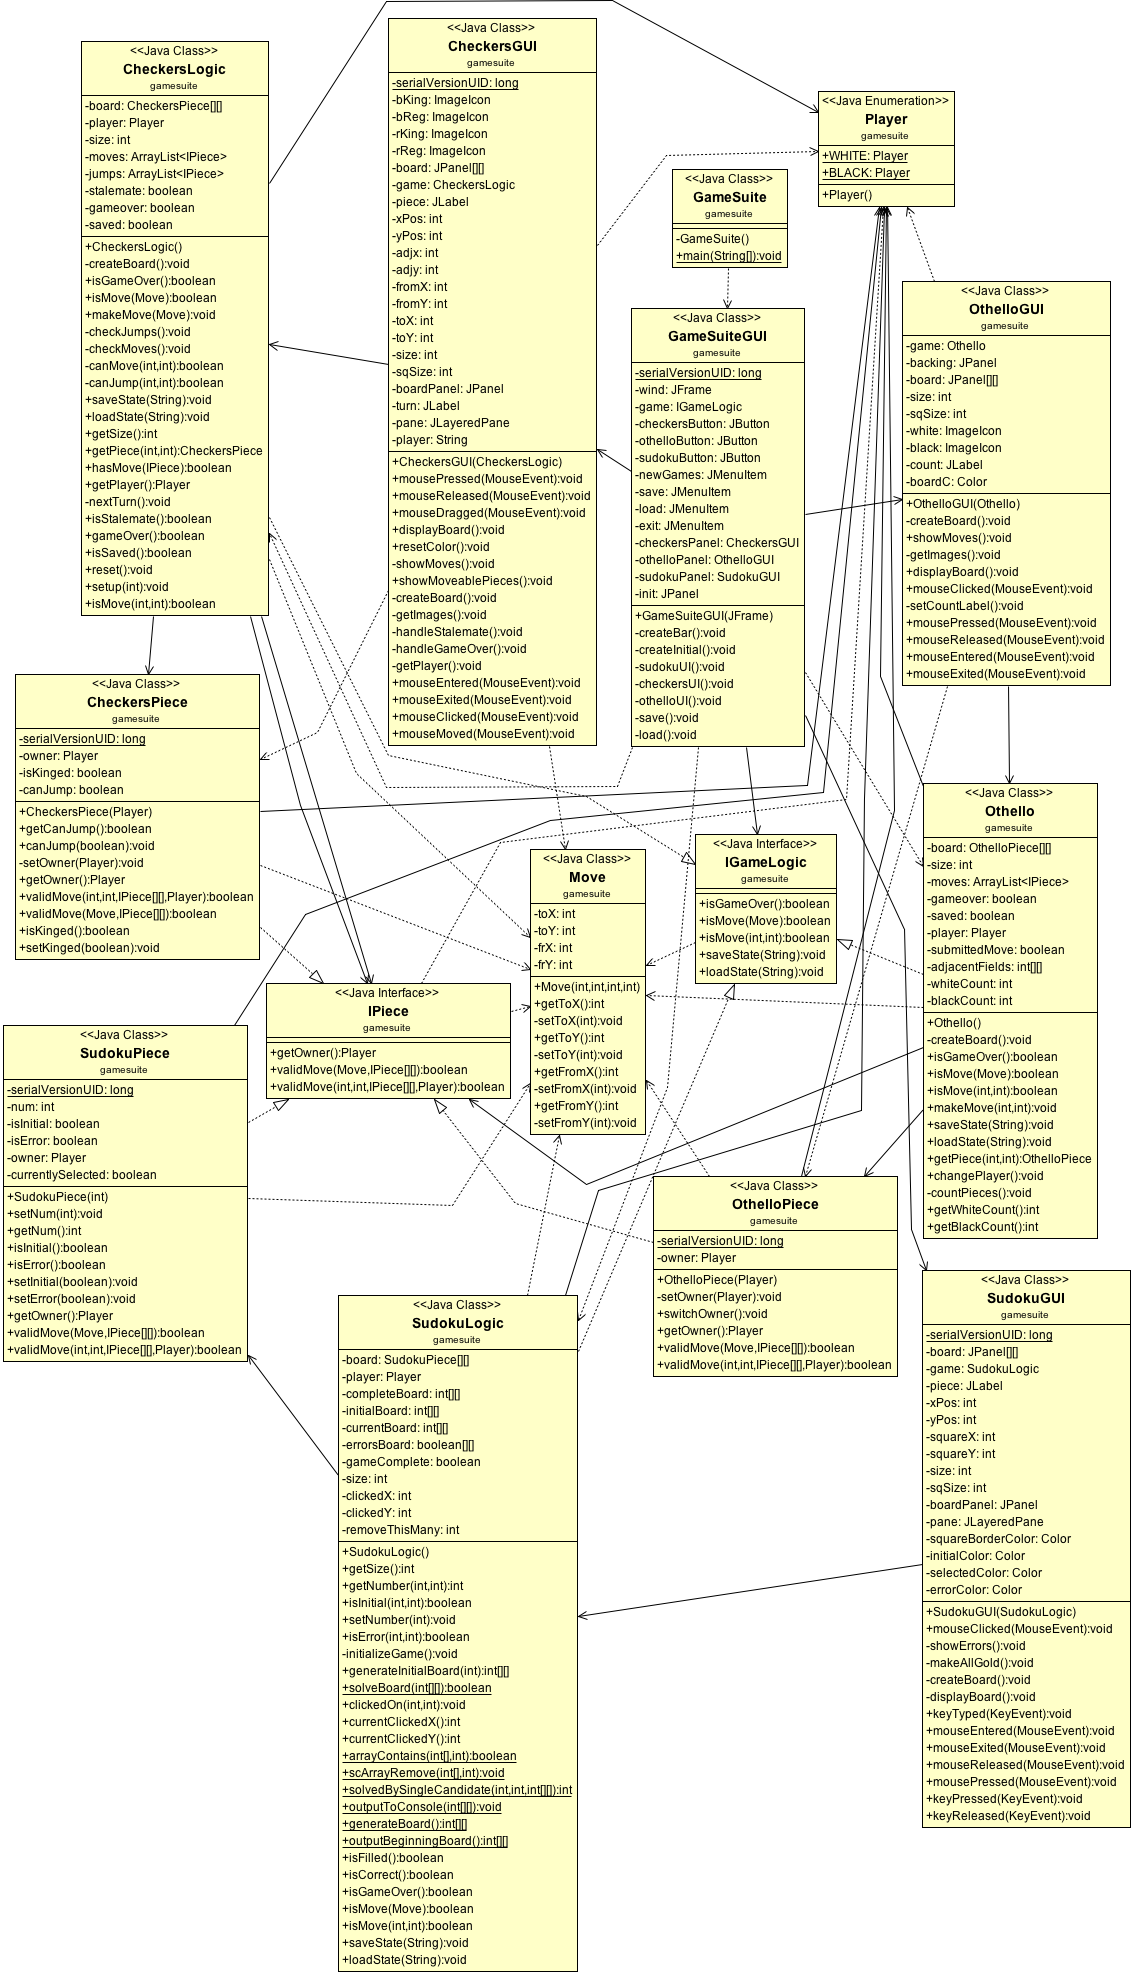 <<Java Class>>
CheckersLogic
gamesuite
-board: CheckersPiece[][]
-player: Player
-size: int
-moves: ArrayList<IPiece>
-jumps: ArrayList<IPiece>
-stalemate: boolean
-gameover: boolean
-saved: boolean
+CheckersLogic()
-createBoard():void
+isGameOver():boolean
+isMove(Move):boolean
+makeMove(Move):void
-checkJumps():void
-checkMoves():void
-canMove(int,int):boolean
-canJump(int,int):boolean
+saveState(String):void
+loadState(String):void
+getSize():int
+getPiece(int,int):CheckersPiece
+hasMove(IPiece):boolean
+getPlayer():Player
-nextTurn():void
+isStalemate():boolean
+gameOver():boolean
+isSaved():boolean
+reset():void
+setup(int):void
+isMove(int,int):boolean
<<Java Class>>
CheckersGUI
gamesuite
-serialVersionUID: long
-bKing: ImageIcon
-bReg: ImageIcon
-rKing: ImageIcon
-rReg: ImageIcon
-board: JPanel[][]
-game: CheckersLogic
-piece: JLabel
-xPos: int
-yPos: int
-adjx: int
-adjy: int
-fromX: int
-fromY: int
-toX: int
-toY: int
-size: int
-sqSize: int
-boardPanel: JPanel
-turn: JLabel
-pane: JLayeredPane
-player: String
+CheckersGUI(CheckersLogic)
+mousePressed(MouseEvent):void
+mouseReleased(MouseEvent):void
+mouseDragged(MouseEvent):void
+displayBoard():void
+resetColor():void
-showMoves():void
+showMoveablePieces():void
-createBoard():void
-getImages():void
-handleStalemate():void
-handleGameOver():void
-getPlayer():void
+mouseEntered(MouseEvent):void
+mouseExited(MouseEvent):void
+mouseClicked(MouseEvent):void
+mouseMoved(MouseEvent):void
<<Java Enumeration>>
Player
gamesuite
+WHITE: Player
+BLACK: Player
+Player()
<<Java Class>>
GameSuite
gamesuite
-GameSuite()
+main(String[]):void
<<Java Class>>
GameSuiteGUI
gamesuite
-serialVersionUID: long
-wind: JFrame
-game: IGameLogic
-checkersButton: JButton
-othelloButton: JButton
-sudokuButton: JButton
-newGames: JMenuItem
-save: JMenuItem
-load: JMenuItem
-exit: JMenuItem
-checkersPanel: CheckersGUI
-othelloPanel: OthelloGUI
-sudokuPanel: SudokuGUI
-init: JPanel
+GameSuiteGUI(JFrame)
-createBar():void
-createInitial():void
-sudokuUI():void
-checkersUI():void
-othelloUI():void
-save():void
-load():void
<<Java Class>>
OthelloGUI
gamesuite
-game: Othello
-backing: JPanel
-board: JPanel[][]
-size: int
-sqSize: int
-white: ImageIcon
-black: ImageIcon
-count: JLabel
-boardC: Color
+OthelloGUI(Othello)
-createBoard():void
+showMoves():void
-getImages():void
+displayBoard():void
+mouseClicked(MouseEvent):void
-setCountLabel():void
+mousePressed(MouseEvent):void
+mouseReleased(MouseEvent):void
+mouseEntered(MouseEvent):void
+mouseExited(MouseEvent):void
<<Java Class>>
CheckersPiece
gamesuite
-serialVersionUID: long
-owner: Player
-isKinged: boolean
-canJump: boolean
+CheckersPiece(Player)
+getCanJump():boolean
+canJump(boolean):void
-setOwner(Player):void
+getOwner():Player
+validMove(int,int,IPiece[][],Player):boolean
+validMove(Move,IPiece[][]):boolean
+isKinged():boolean
+setKinged(boolean):void
<<Java Class>>
Othello
gamesuite
-board: OthelloPiece[][]
-size: int
-moves: ArrayList<IPiece>
-gameover: boolean
-saved: boolean
-player: Player
-submittedMove: boolean
-adjacentFields: int[][]
-whiteCount: int
-blackCount: int
+Othello()
-createBoard():void
+isGameOver():boolean
+isMove(Move):boolean
+isMove(int,int):boolean
+makeMove(int,int):void
+saveState(String):void
+loadState(String):void
+getPiece(int,int):OthelloPiece
+changePlayer():void
-countPieces():void
+getWhiteCount():int
+getBlackCount():int
<<Java Class>>
Move
gamesuite
-toX: int
-toY: int
-frX: int
-frY: int
+Move(int,int,int,int)
+getToX():int
-setToX(int):void
+getToY():int
-setToY(int):void
+getFromX():int
-setFromX(int):void
+getFromY():int
-setFromY(int):void
<<Java Interface>>
IGameLogic
gamesuite
+isGameOver():boolean
+isMove(Move):boolean
+isMove(int,int):boolean
+saveState(String):void
+loadState(String):void
<<Java Interface>>
IPiece
gamesuite
+getOwner():Player
+validMove(Move,IPiece[][]):boolean
+validMove(int,int,IPiece[][],Player):boolean
<<Java Class>>
SudokuPiece
gamesuite
-serialVersionUID: long
-num: int
-isInitial: boolean
-isError: boolean
-owner: Player
-currentlySelected: boolean
+SudokuPiece(int)
+setNum(int):void
+getNum():int
+isInitial():boolean
+isError():boolean
+setInitial(boolean):void
+setError(boolean):void
+getOwner():Player
+validMove(Move,IPiece[][]):boolean
+validMove(int,int,IPiece[][],Player):boolean
<<Java Class>>
OthelloPiece
gamesuite
-serialVersionUID: long
-owner: Player
+OthelloPiece(Player)
-setOwner(Player):void
+switchOwner():void
+getOwner():Player
+validMove(Move,IPiece[][]):boolean
+validMove(int,int,IPiece[][],Player):boolean
<<Java Class>>
SudokuLogic
gamesuite
-board: SudokuPiece[][]
-player: Player
-completeBoard: int[][]
-initialBoard: int[][]
-currentBoard: int[][]
-errorsBoard: boolean[][]
-gameComplete: boolean
-size: int
-clickedX: int
-clickedY: int
-removeThisMany: int
+SudokuLogic()
+getSize():int
+getNumber(int,int):int
+isInitial(int,int):boolean
+setNumber(int):void
+isError(int,int):boolean
-initializeGame():void
+generateInitialBoard(int):int[][]
+solveBoard(int[][]):boolean
+clickedOn(int,int):void
+currentClickedX():int
+currentClickedY():int
+arrayContains(int[],int):boolean
+scArrayRemove(int[],int):void
+solvedBySingleCandidate(int,int,int[][]):int
+outputToConsole(int[][]):void
+generateBoard():int[][]
+outputBeginningBoard():int[][]
+isFilled():boolean
+isCorrect():boolean
+isGameOver():boolean
+isMove(Move):boolean
+isMove(int,int):boolean
+saveState(String):void
+loadState(String):void
<<Java Class>>
SudokuGUI
gamesuite
-serialVersionUID: long
-board: JPanel[][]
-game: SudokuLogic
-piece: JLabel
-xPos: int
-yPos: int
-squareX: int
-squareY: int
-size: int
-sqSize: int
-boardPanel: JPanel
-pane: JLayeredPane
-squareBorderColor: Color
-initialColor: Color
-selectedColor: Color
-errorColor: Color
+SudokuGUI(SudokuLogic)
+mouseClicked(MouseEvent):void
-showErrors():void
-makeAllGold():void
-createBoard():void
-displayBoard():void
+keyTyped(KeyEvent):void
+mouseEntered(MouseEvent):void
+mouseExited(MouseEvent):void
+mouseReleased(MouseEvent):void
+mousePressed(MouseEvent):void
+keyPressed(KeyEvent):void
+keyReleased(KeyEvent):void